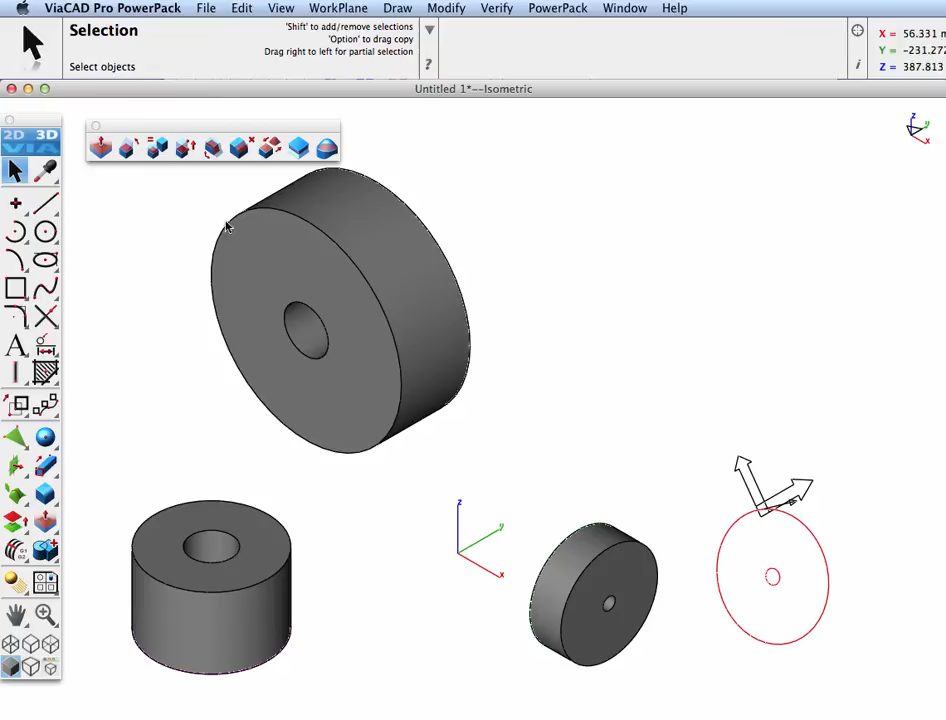 ViaCAD Pro PowerPack File Edit View WorkPlane Draw Modify Verify PowerPack Window Help
Selection
'Shift' to add/remove selections
'Option' to drag copy
Drag right to left for partial selection
Select objects
?
i
X = 56.331 m
Y = -231.272
Z = 387.813
Untitled 1*--Isometric
2D 3D
VIA
z
y
x
A
G1
G2
z
y
x